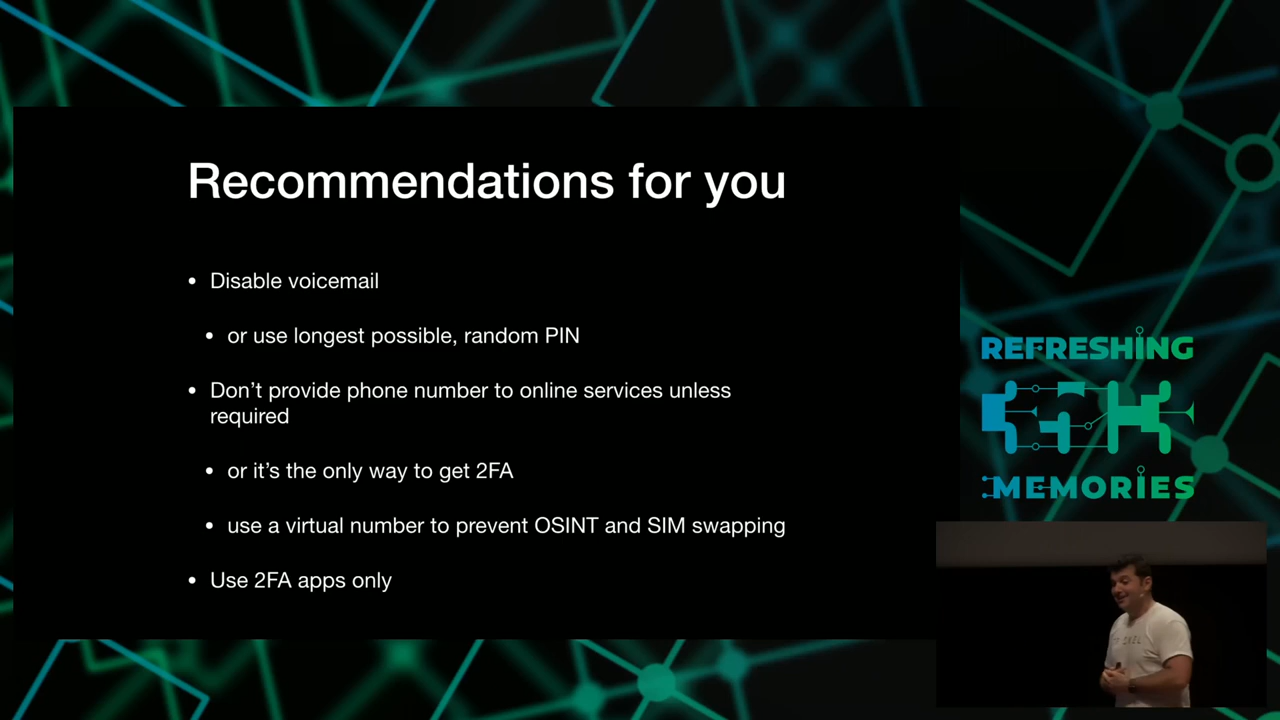 Recommendations for you
• Disable voicemail
• or use longest possible, random PIN
• Don’t provide phone number to online services unless
required
• or it’s the only way to get 2FA
• use a virtual number to prevent OSINT and SIM swapping
• Use 2FA apps only
REFRESHING
35C3
MEMORIES